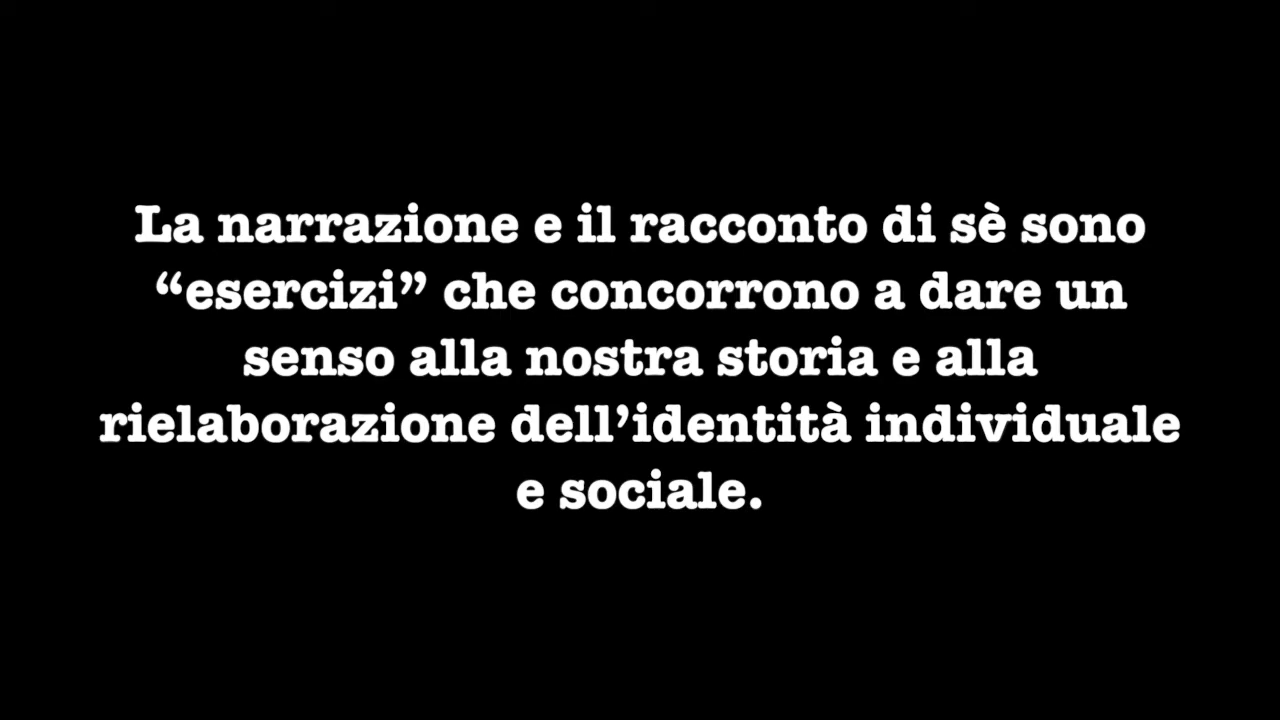 La narrazione e il racconto di sè sono
“esercizi” che concorrono a dare un
senso alla nostra storia e alla
rielaborazione dell’identità individuale
e sociale.